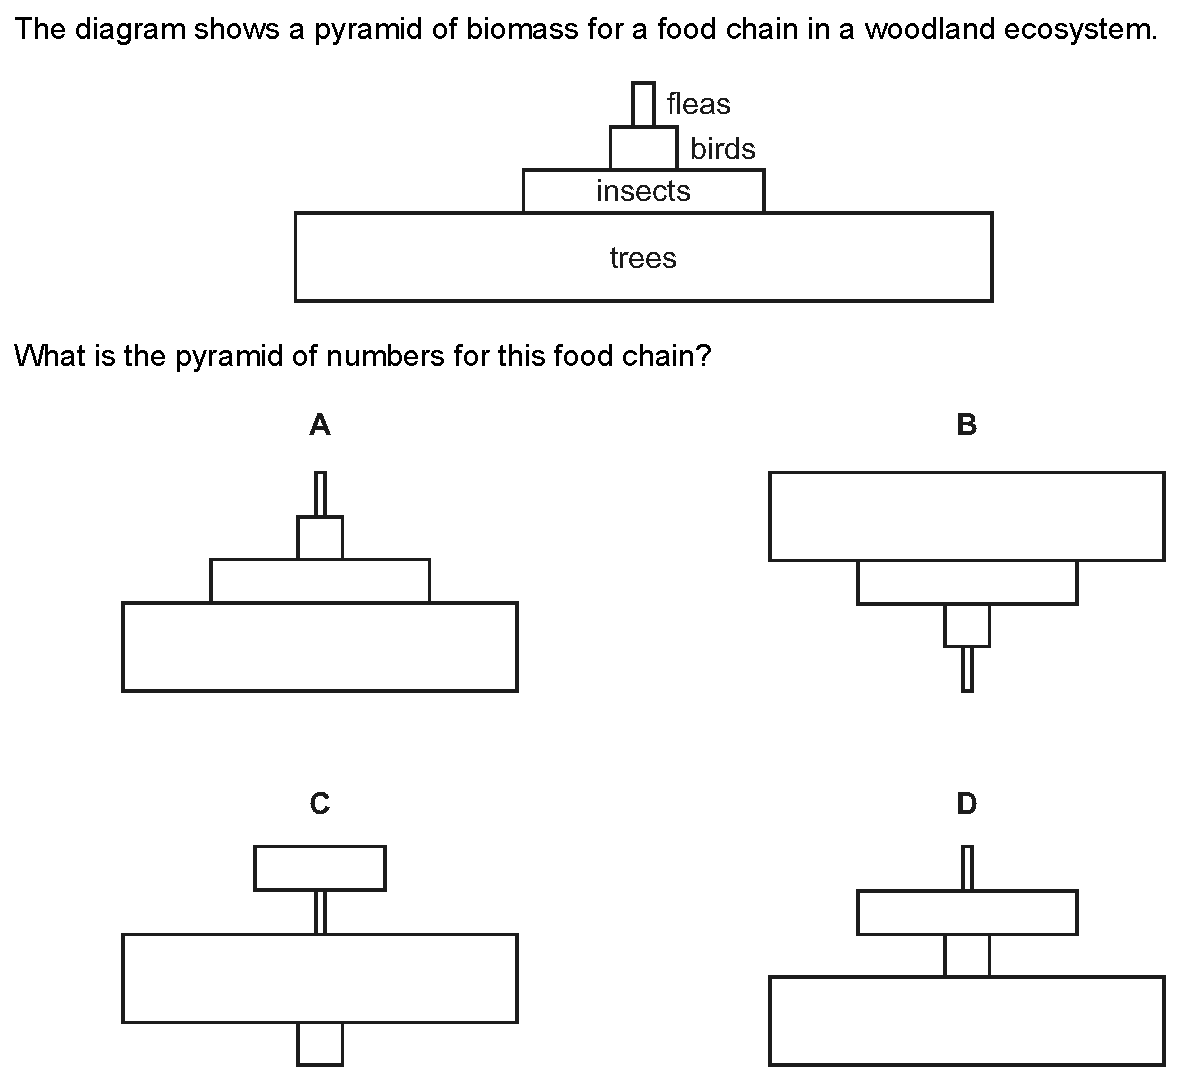 The diagram shows a pyramid of biomass for a food chain in a woodland ecosystem.
fleas
birds
insects
trees
What is the pyramid of numbers for this food chain?
A
B
C
D